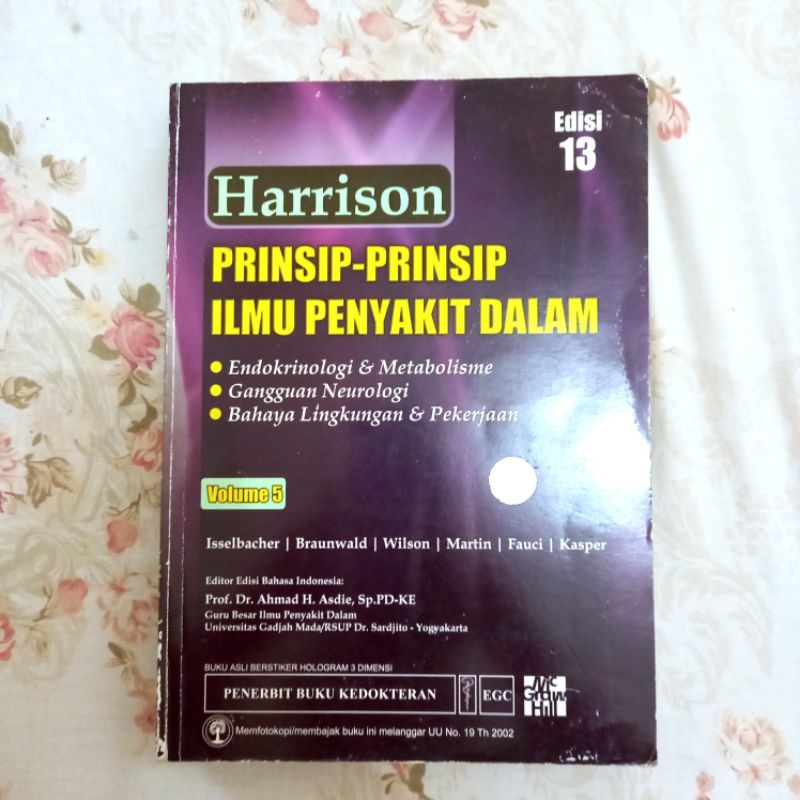 Edisi
13
Harrison
PRINSIP-PRINSIP
ILMU PENYAKIT DALAM
Endokrinologi & Metabolisme
Gangguan Neurologi
Bahaya Lingkungan & Pekerjaan
Volume 5
Isselbacher | Braunwald | Wilson | Martin | Fauci | Kasper
Editor Edisi Bahasa Indonesia:
Prof. Dr. Ahmad H. Asdie, Sp.PD-KE
Guru Besar Ilmu Penyakit Dalam
Universitas Gadjah Mada/RSUP Dr. Sardjito - Yogyakarta
BUKU ASLI BERSTIKER HOLOGRAM 3 DIMENSI
PENERBIT BUKU KEDOKTERAN EGC
Mc
Graw
Hill
Memfotokopi/membajak buku ini melanggar UU No. 19 Th 2002